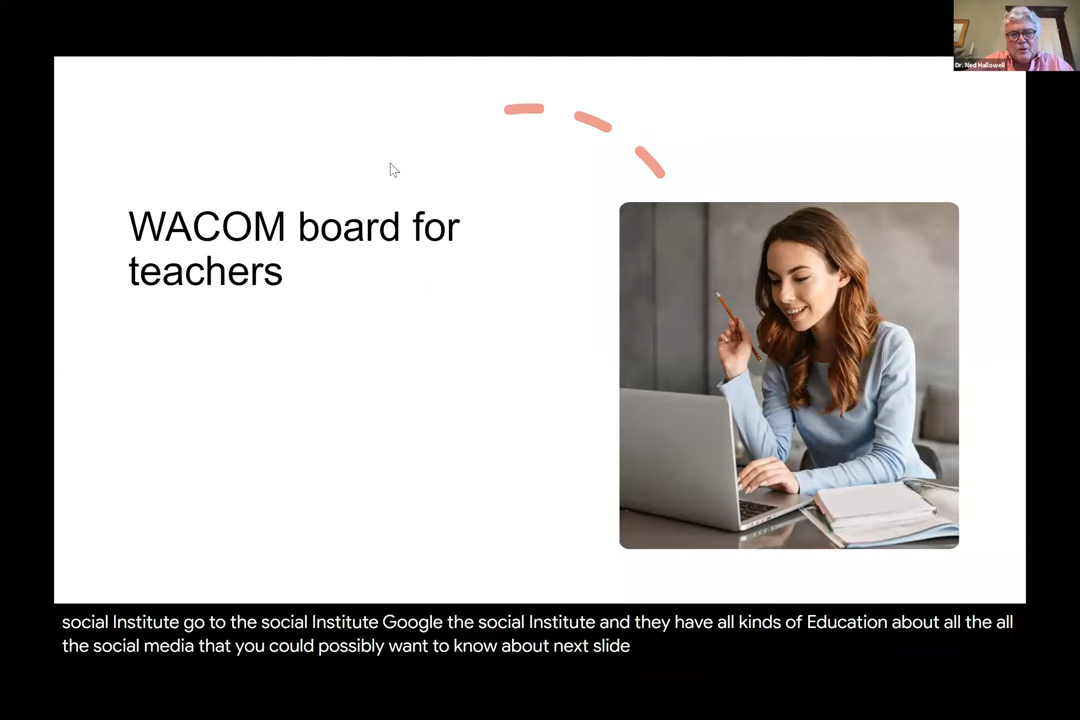 Dr. Ned Hallowell
WACOM board for
teachers
social Institute go to the social Institute Google the social Institute and they have all kinds of Education about all the all
the social media that you could possibly want to know about next slide